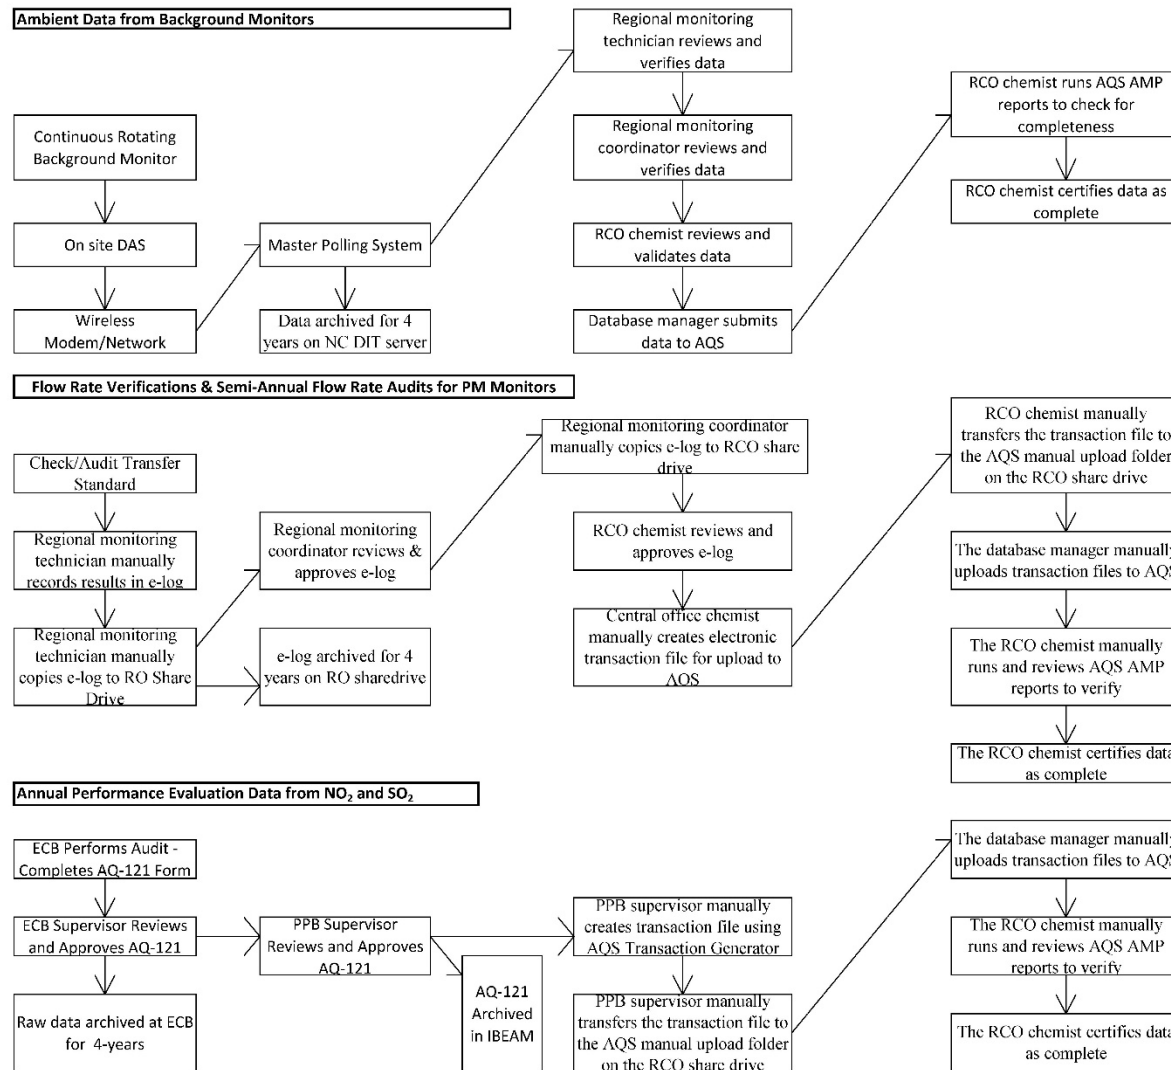 Ambient Data from Background Monitors
Continuous Rotating
Background Monitor
On site DAS
Wireless
Modem/Network
Master Polling System
Data archived for 4
years on NC DIT server
Regional monitoring
technician reviews and
verifies data
Regional monitoring
coordinator reviews and
verifies data
RCO chemist reviews and
validates data
Database manager submits
data to AQS
RCO chemist runs AQS AMP
reports to check for
completeness
RCO chemist certifies data as
complete
Flow Rate Verifications & Semi-Annual Flow Rate Audits for PM Monitors
Check/Audit Transfer
Standard
Regional monitoring
technician manually
records results in e-log
Regional monitoring
technician manually
copies e-log to RO Share
Drive
Regional monitoring
coordinator reviews &
approves e-log
e-log archived for 4
years on RO sharedrive
Regional monitoring coordinator
manually copies e-log to RCO share
drive
RCO chemist reviews and
approves e-log
Central office chemist
manually creates electronic
transaction file for upload to
AQS
RCO chemist manually
transfers the transaction file to
the AQS manual upload folder
on the RCO share drive
The database manager manually
uploads transaction files to AQS
The RCO chemist manually
runs and reviews AQS AMP
reports to verify
The RCO chemist certifies data
as complete
Annual Performance Evaluation Data from NO₂ and SO₂
ECB Performs Audit -
Completes AQ-121 Form
ECB Supervisor Reviews
and Approves AQ-121
Raw data archived at ECB
for 4-years
PPB Supervisor
Reviews and Approves
AQ-121
AQ-121
Archived
in IBEAM
PPB supervisor manually
creates transaction file using
AQS Transaction Generator
PPB supervisor manually
transfers the transaction file to
the AQS manual upload folder
on the RCO share drive
The database manager manually
uploads transaction files to AQS
The RCO chemist manually
runs and reviews AQS AMP
reports to verify
The RCO chemist certifies data
as complete